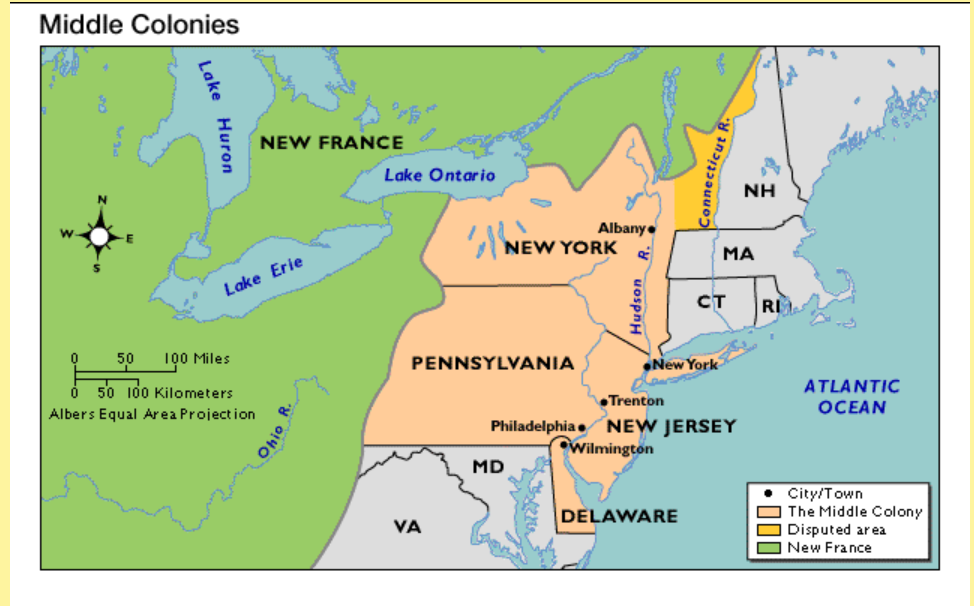 Middle Colonies
Lake Huron
NEW FRANCE
Lake Ontario
Connecticut R.
NH
N
W
E
S
Albany
NEW YORK
MA
Lake Erie
Hudson R.
CT
RI
0 50 100 Miles
0 50 100 Kilometers
Albers Equal Area Projection
PENNSYLVANIA
New York
ATLANTIC
OCEAN
Trenton
Ohio R.
Philadelphia
NEW JERSEY
Wilmington
MD
VA
DELAWARE
City/Town
The Middle Colony
Disputed area
New France